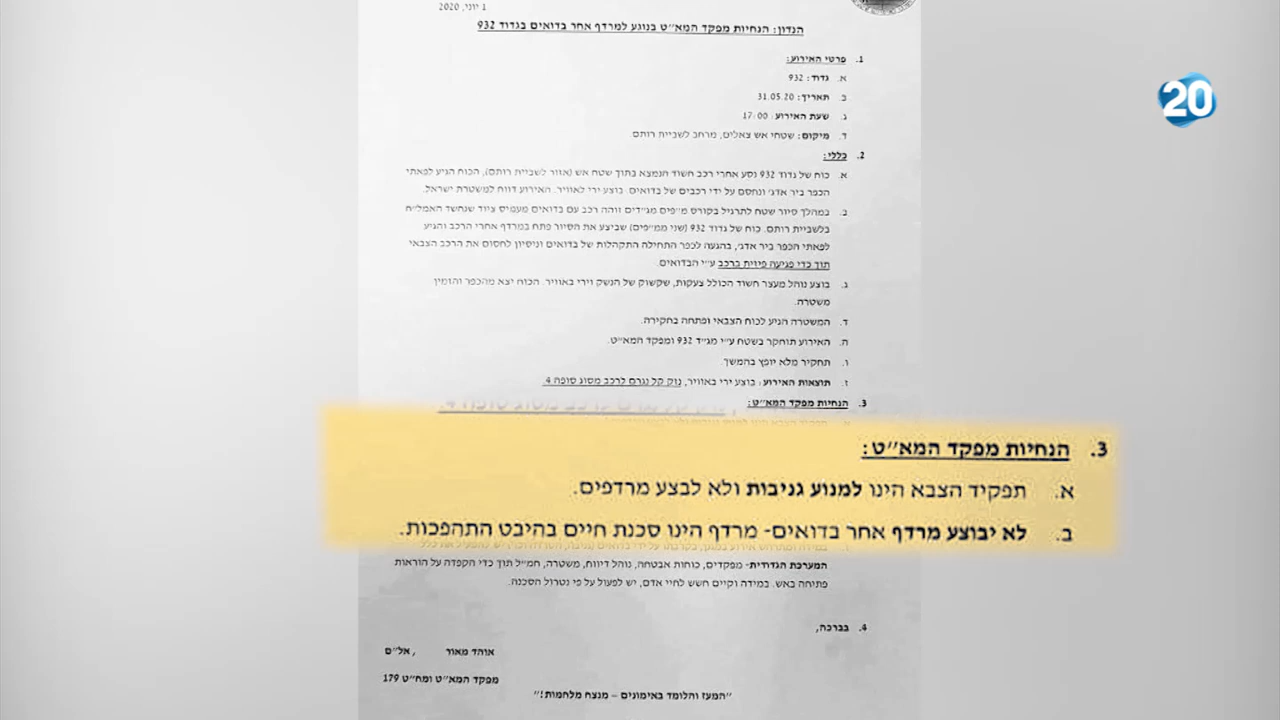 1 יוני, 2020
20
הנדון: הנחיות מפקד המא״ט בנוגע למרדף אחר בדואים בגדוד 932
1. פרטי האירוע:
א. גדוד: 932
ב. תאריך: 31.05.20
ג. שעת האירוע: 17:00
ד. מיקום: שטחי אש צאלים, מרחב לשביית רותם.
2. כללי:
א. כוח של גדוד 932 נסע אחרי רכב חשוד הנמצא בתוך שטח אש (אזור לשביית רותם), הכוח הגיע לפאתי
הכפר ביר אדג׳ ונחסם על ידי רכבים של בדואים. בוצע ירי לאוויר. האירוע דווח למשטרת ישראל.
ב. במהלך סיור שטח לתרגיל בקורס מ״פים מג״דים זוהה רכב עם בדואים מעמיס ציוד שנחשד האמל״ח
בלשביית רותם. כוח של גדוד 932 (שני ממ״פים) שביצע את הסיור פתח במרדף אחרי הרכב והגיע
לפאתי הכפר ביר אדג׳, בהגעה לכפר התחילה התקהלות של בדואים וניסיון לחסום את הרכב הצבאי
תוך כדי פגיעה פיזית ברכב ע״י הבדואים.
ג. בוצע נוהל מעצר חשוד הכולל צעקות, שקשוק של הנשק וירי באוויר. הכוח יצא מהכפר והזמין
משטרה.
ד. המשטרה הגיע לכוח הצבאי ופתחה בחקירה.
ה. האירוע תוחקר בשטח ע״י מג״ד 932 ומפקד המא״ט.
ו. תחקיר מלא יופץ בהמשך.
ז. תוצאות האירוע: בוצע ירי באוויר, נזק קל נגרם לרכב מסוג סופה 4.
3. הנחיות מפקד המא״ט:
3. הנחיות מפקד המא״ט:
א. תפקיד הצבא הינו למנוע גניבות ולא לבצע מרדפים.
ב. לא יבוצע מרדף אחר בדואים- מרדף הינו סכנת חיים בהיבט התהפכות.
המערכת הגדודית- מפקדים, כוחות אבטחה, נוהל דיווח, משטרה, חמ״ל תוך כדי הקפדה על הוראות
פתיחה באש. במידה וקיים חשש לחיי אדם, יש לפעול על פי נטרול הסכנה.
4. בברכה,
אוהד מאור , אל״ם
מפקד המא״ט ומח״ט 179
״המעז והלומד באימונים – מנצח מלחמות!״